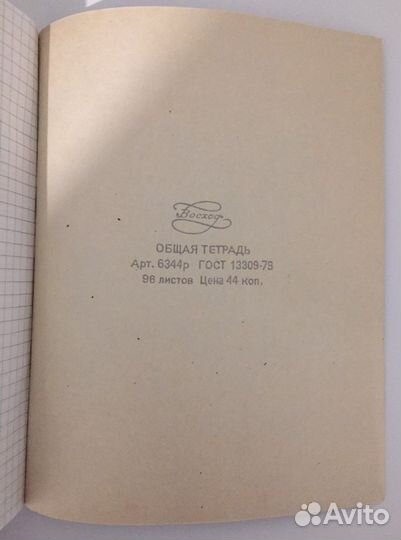 Восход
ОБЩАЯ ТЕТРАДЬ
Арт. 6344р ГОСТ 13309-79
96 листов Цена 44 коп.
Avito